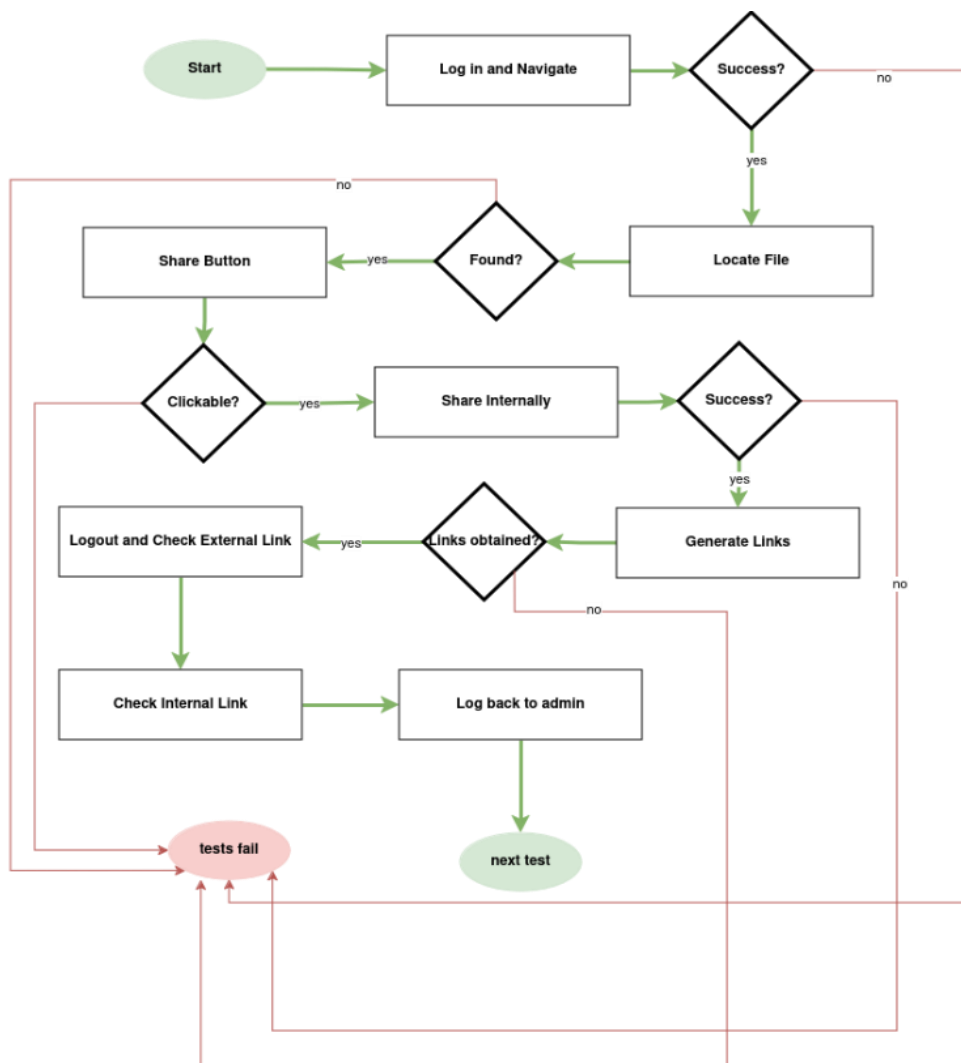 Start
Log in and Navigate
Success?
no
yes
no
Share Button
yes
Found?
Locate File
Clickable?
yes
Share Internally
Success?
yes
Logout and Check External Link
yes
Links obtained?
Generate Links
no
no
Check Internal Link
Log back to admin
tests fail
next test